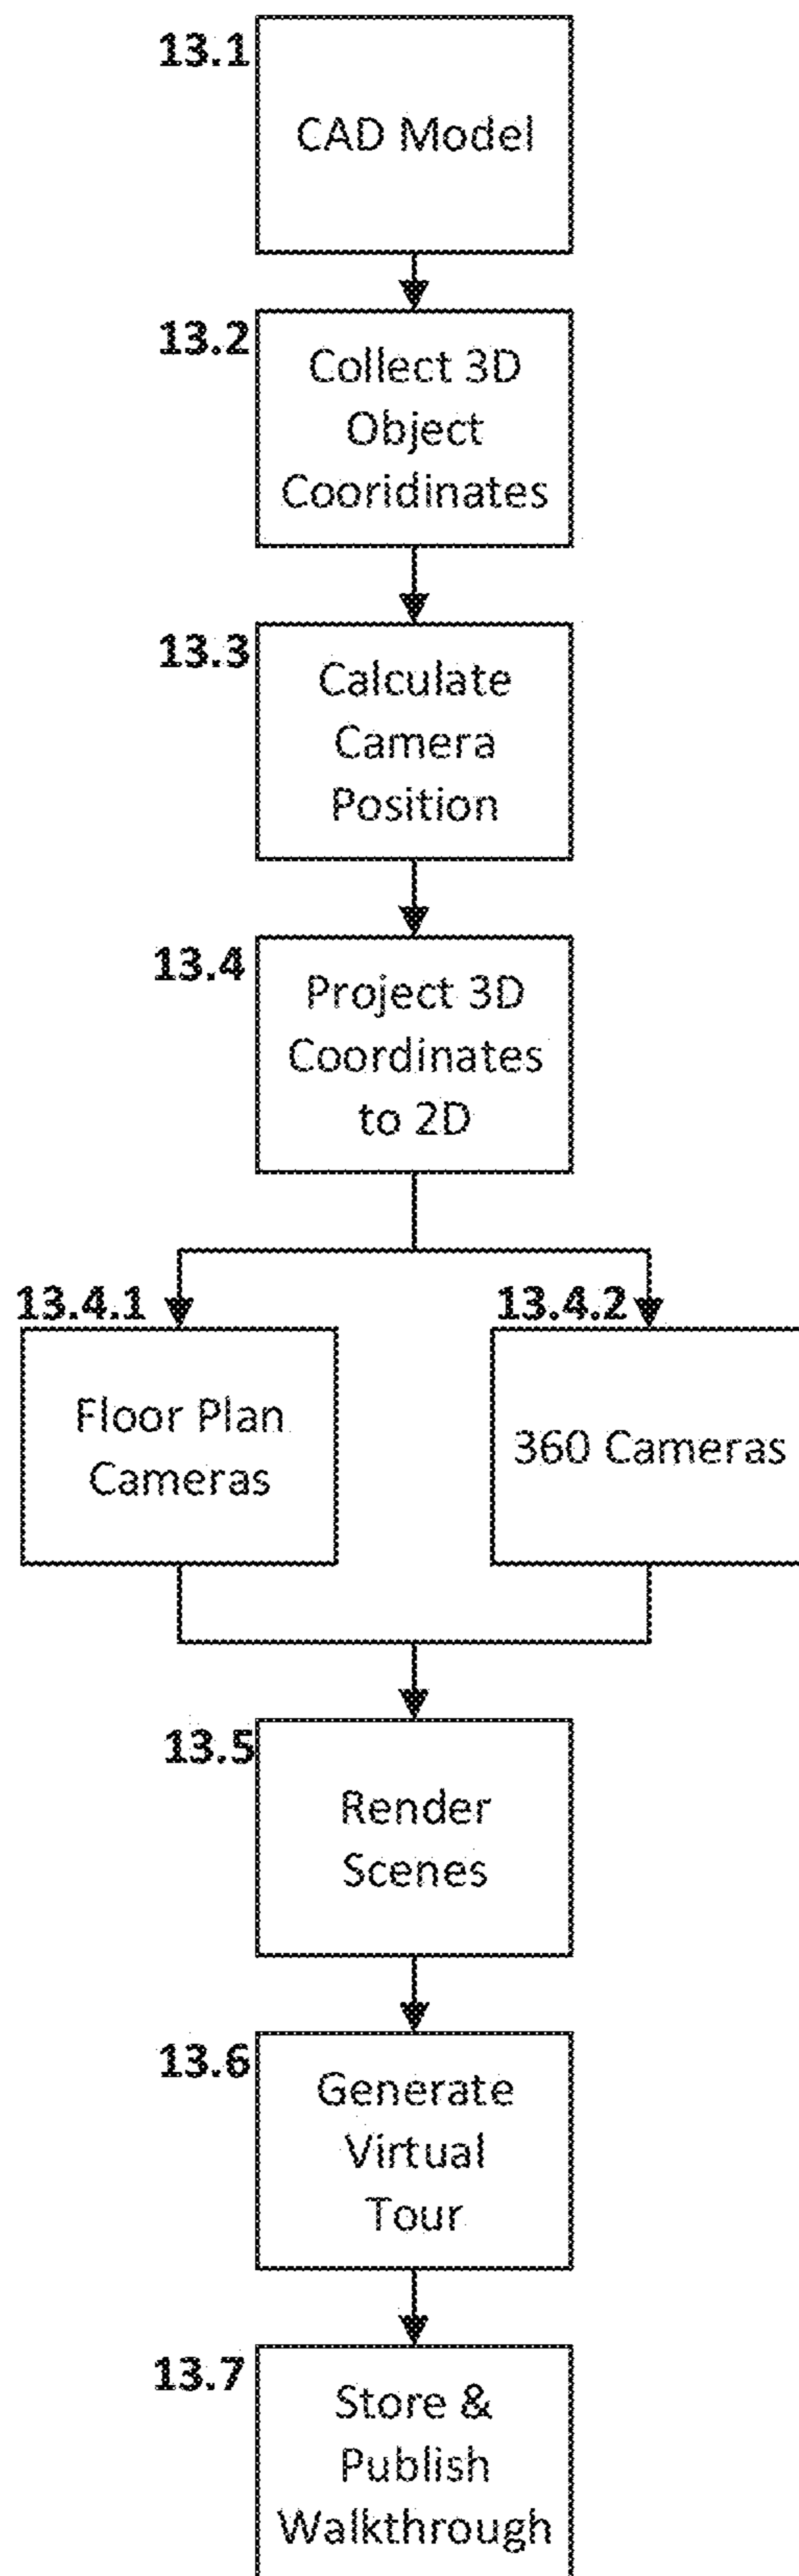 13.1
CAD Model
13.2
Collect 3D
Object
Cooridinates
13.3
Calculate
Camera
Position
13.4
Project 3D
Coordinates
to 2D
13.4.1
Floor Plan
Cameras
13.4.2
360 Cameras
13.5
Render
Scenes
13.6
Generate
Virtual
Tour
13.7
Store &
Publish
Walkthrough